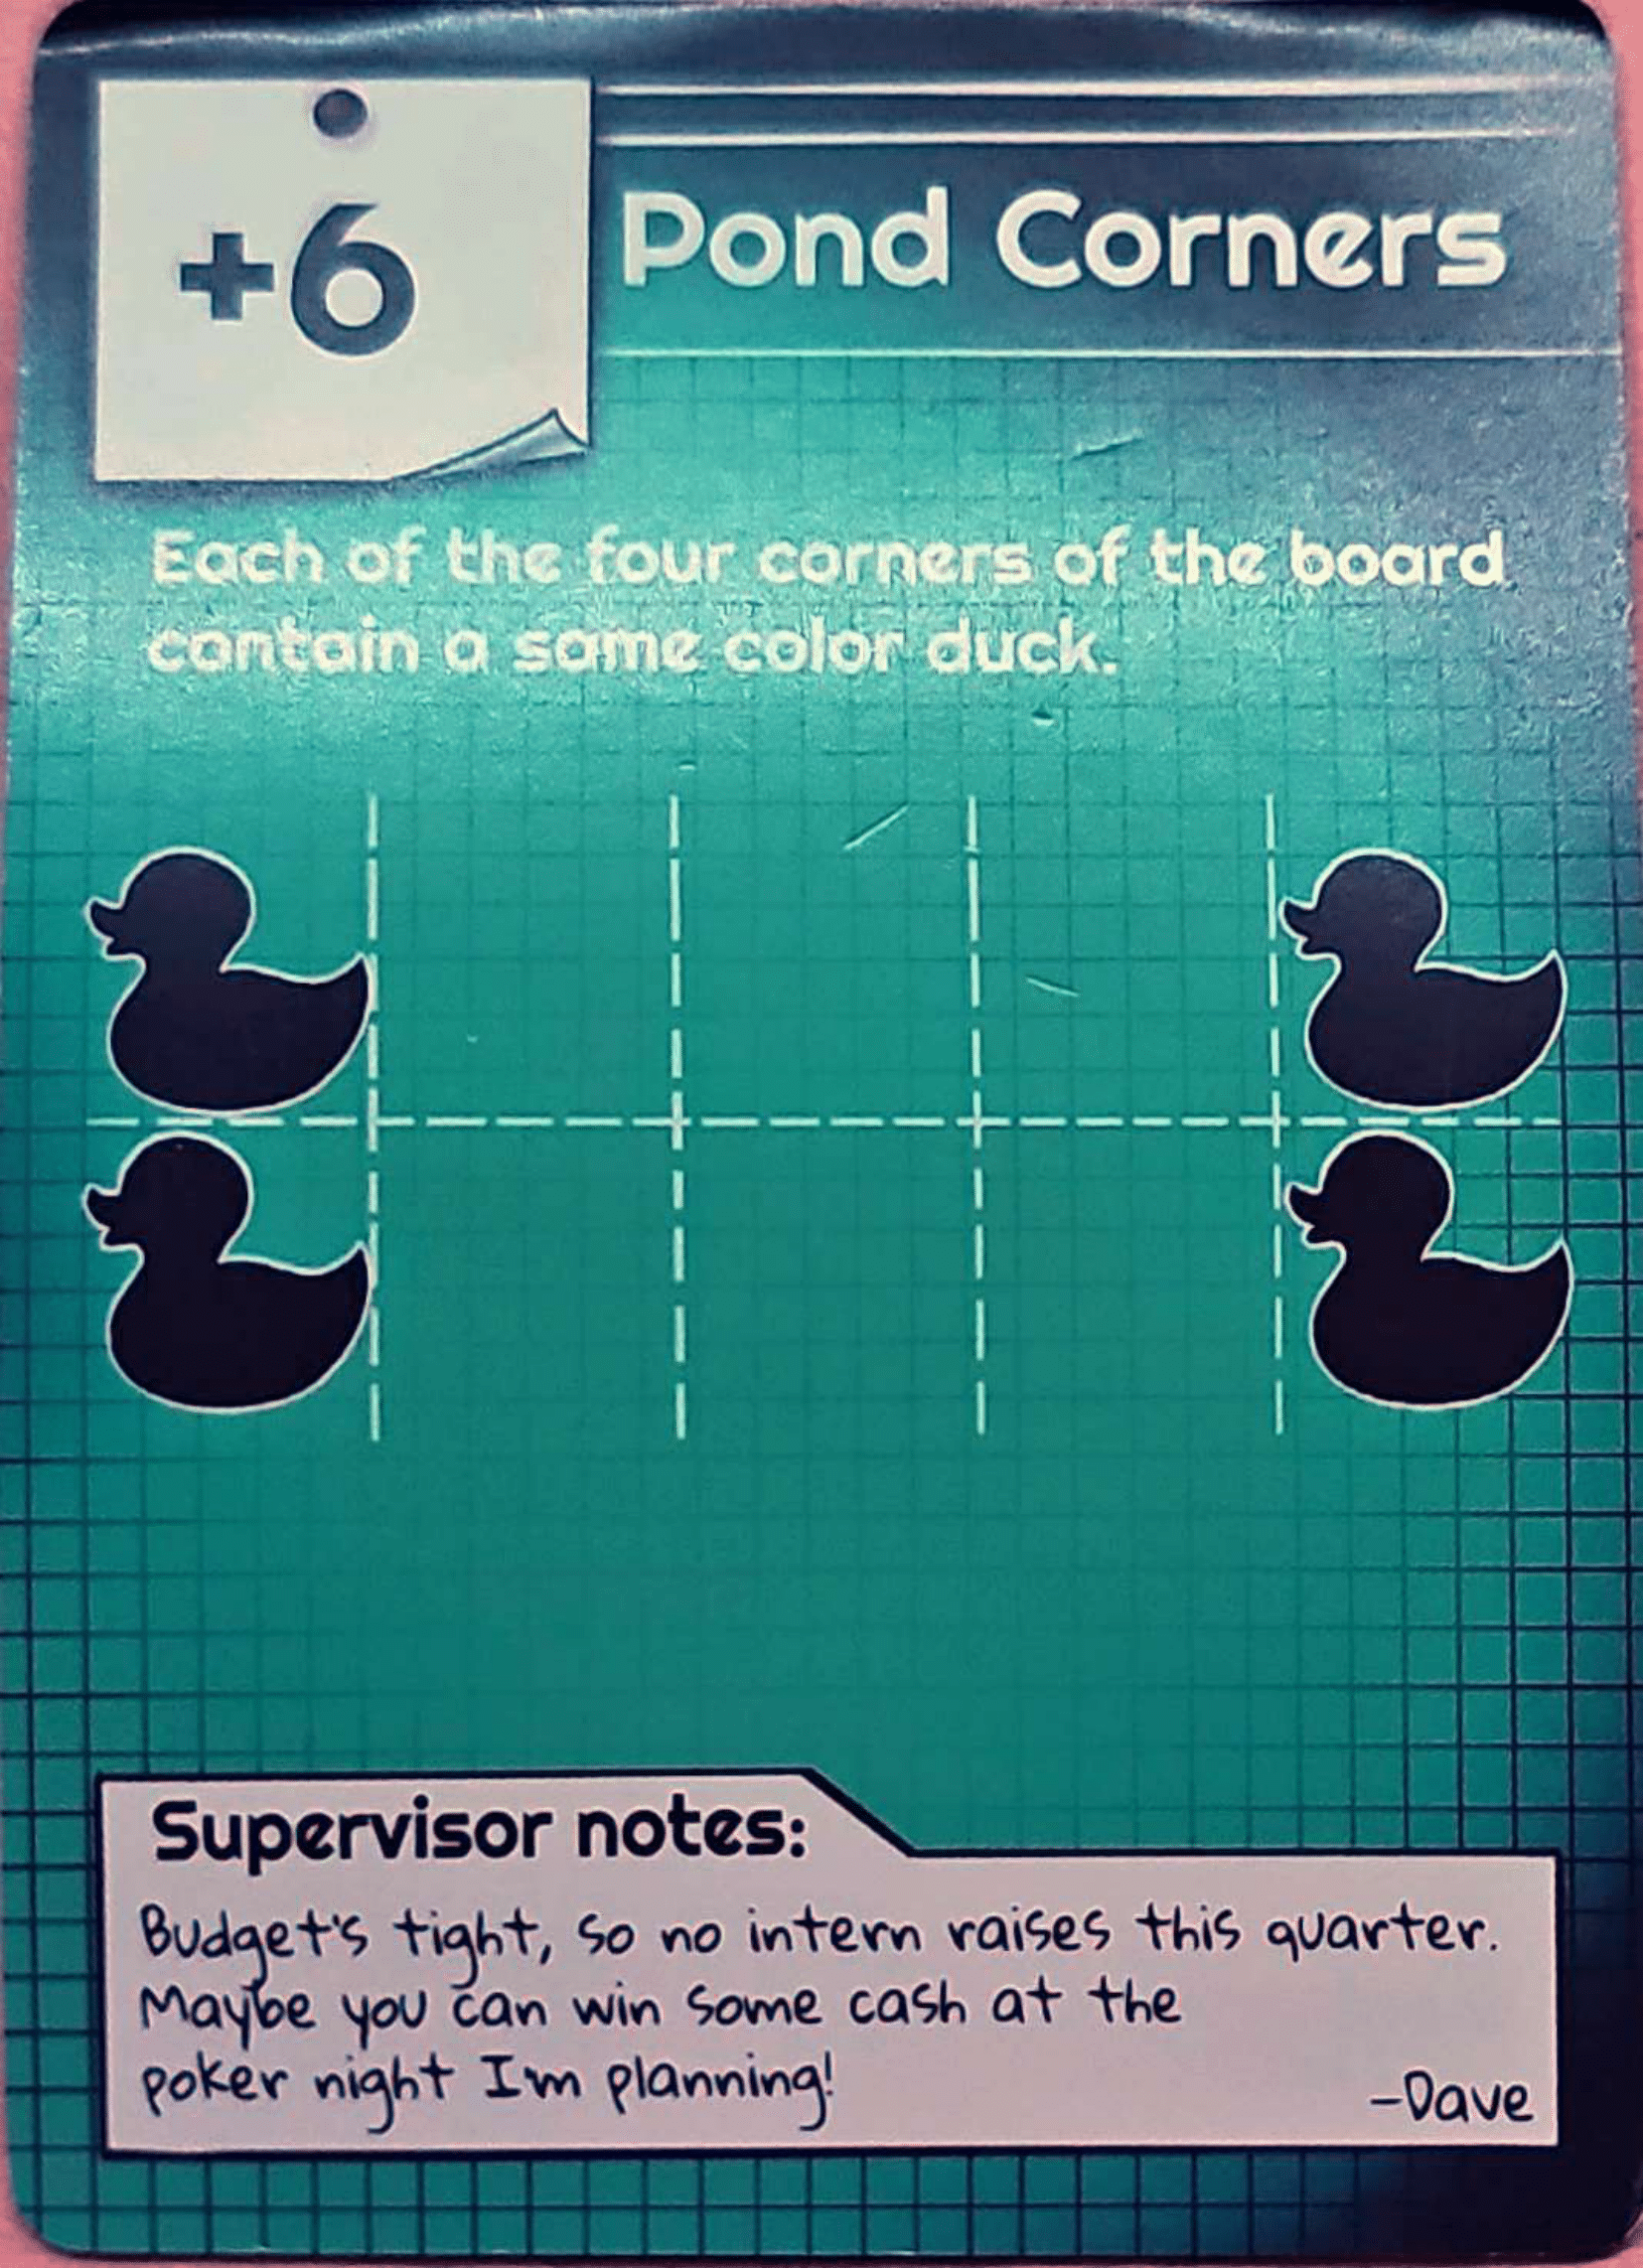 +6
Pond Corners
Each of the four corners of the board
contain a same color duck.
Supervisor notes:
Budget's tight, so no intern raises this quarter.
Maybe you can win some cash at the
poker night I'm planning!
-Dave